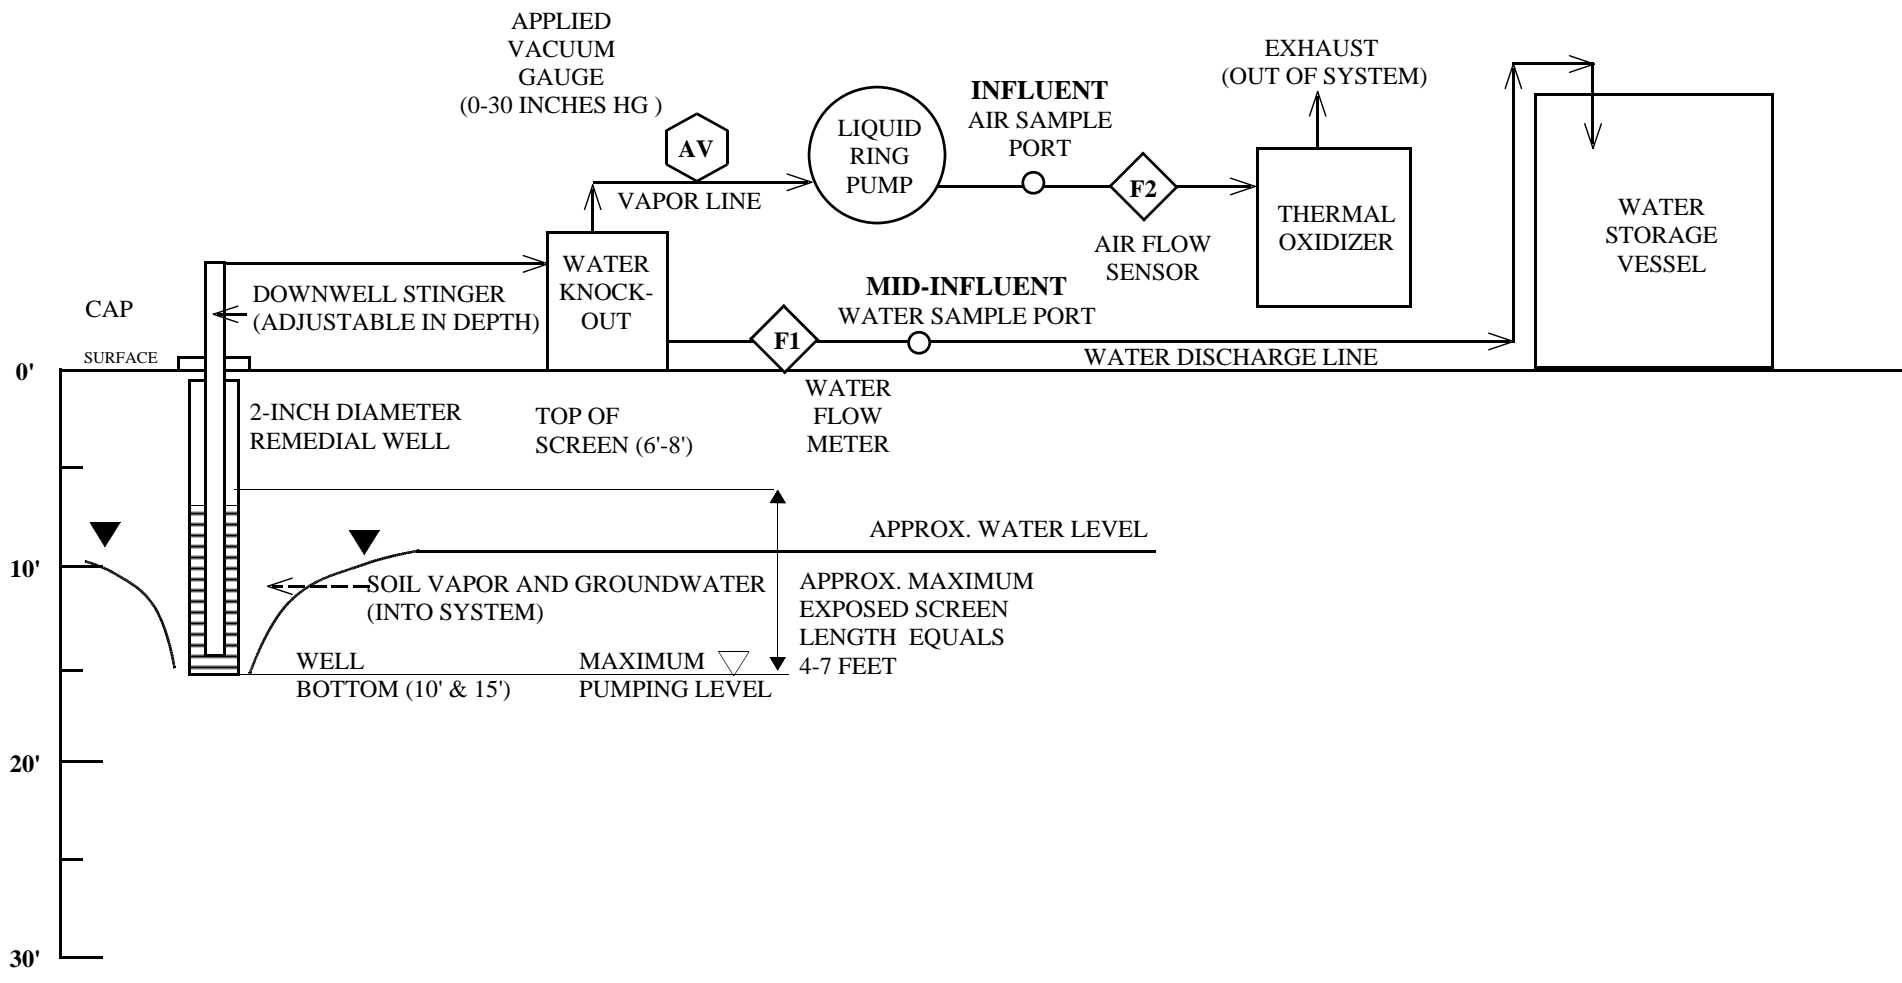 APPLIED
VACUUM
GAUGE
(0-30 INCHES HG )
AV
VAPOR LINE
LIQUID
RING
PUMP
INFLUENT
AIR SAMPLE
PORT
F2
AIR FLOW
SENSOR
EXHAUST
(OUT OF SYSTEM)
THERMAL
OXIDIZER
WATER
STORAGE
VESSEL
WATER
KNOCK-
OUT
DOWNWELL STINGER
(ADJUSTABLE IN DEPTH)
CAP
SURFACE
MID-INFLUENT
WATER SAMPLE PORT
F1
WATER DISCHARGE LINE
WATER
FLOW
METER
0'
2-INCH DIAMETER
REMEDIAL WELL
TOP OF
SCREEN (6'-8')
APPROX. WATER LEVEL
10'
SOIL VAPOR AND GROUNDWATER
(INTO SYSTEM)
APPROX. MAXIMUM
EXPOSED SCREEN
LENGTH EQUALS
4-7 FEET
WELL
BOTTOM (10' & 15')
MAXIMUM
PUMPING LEVEL
20'
30'